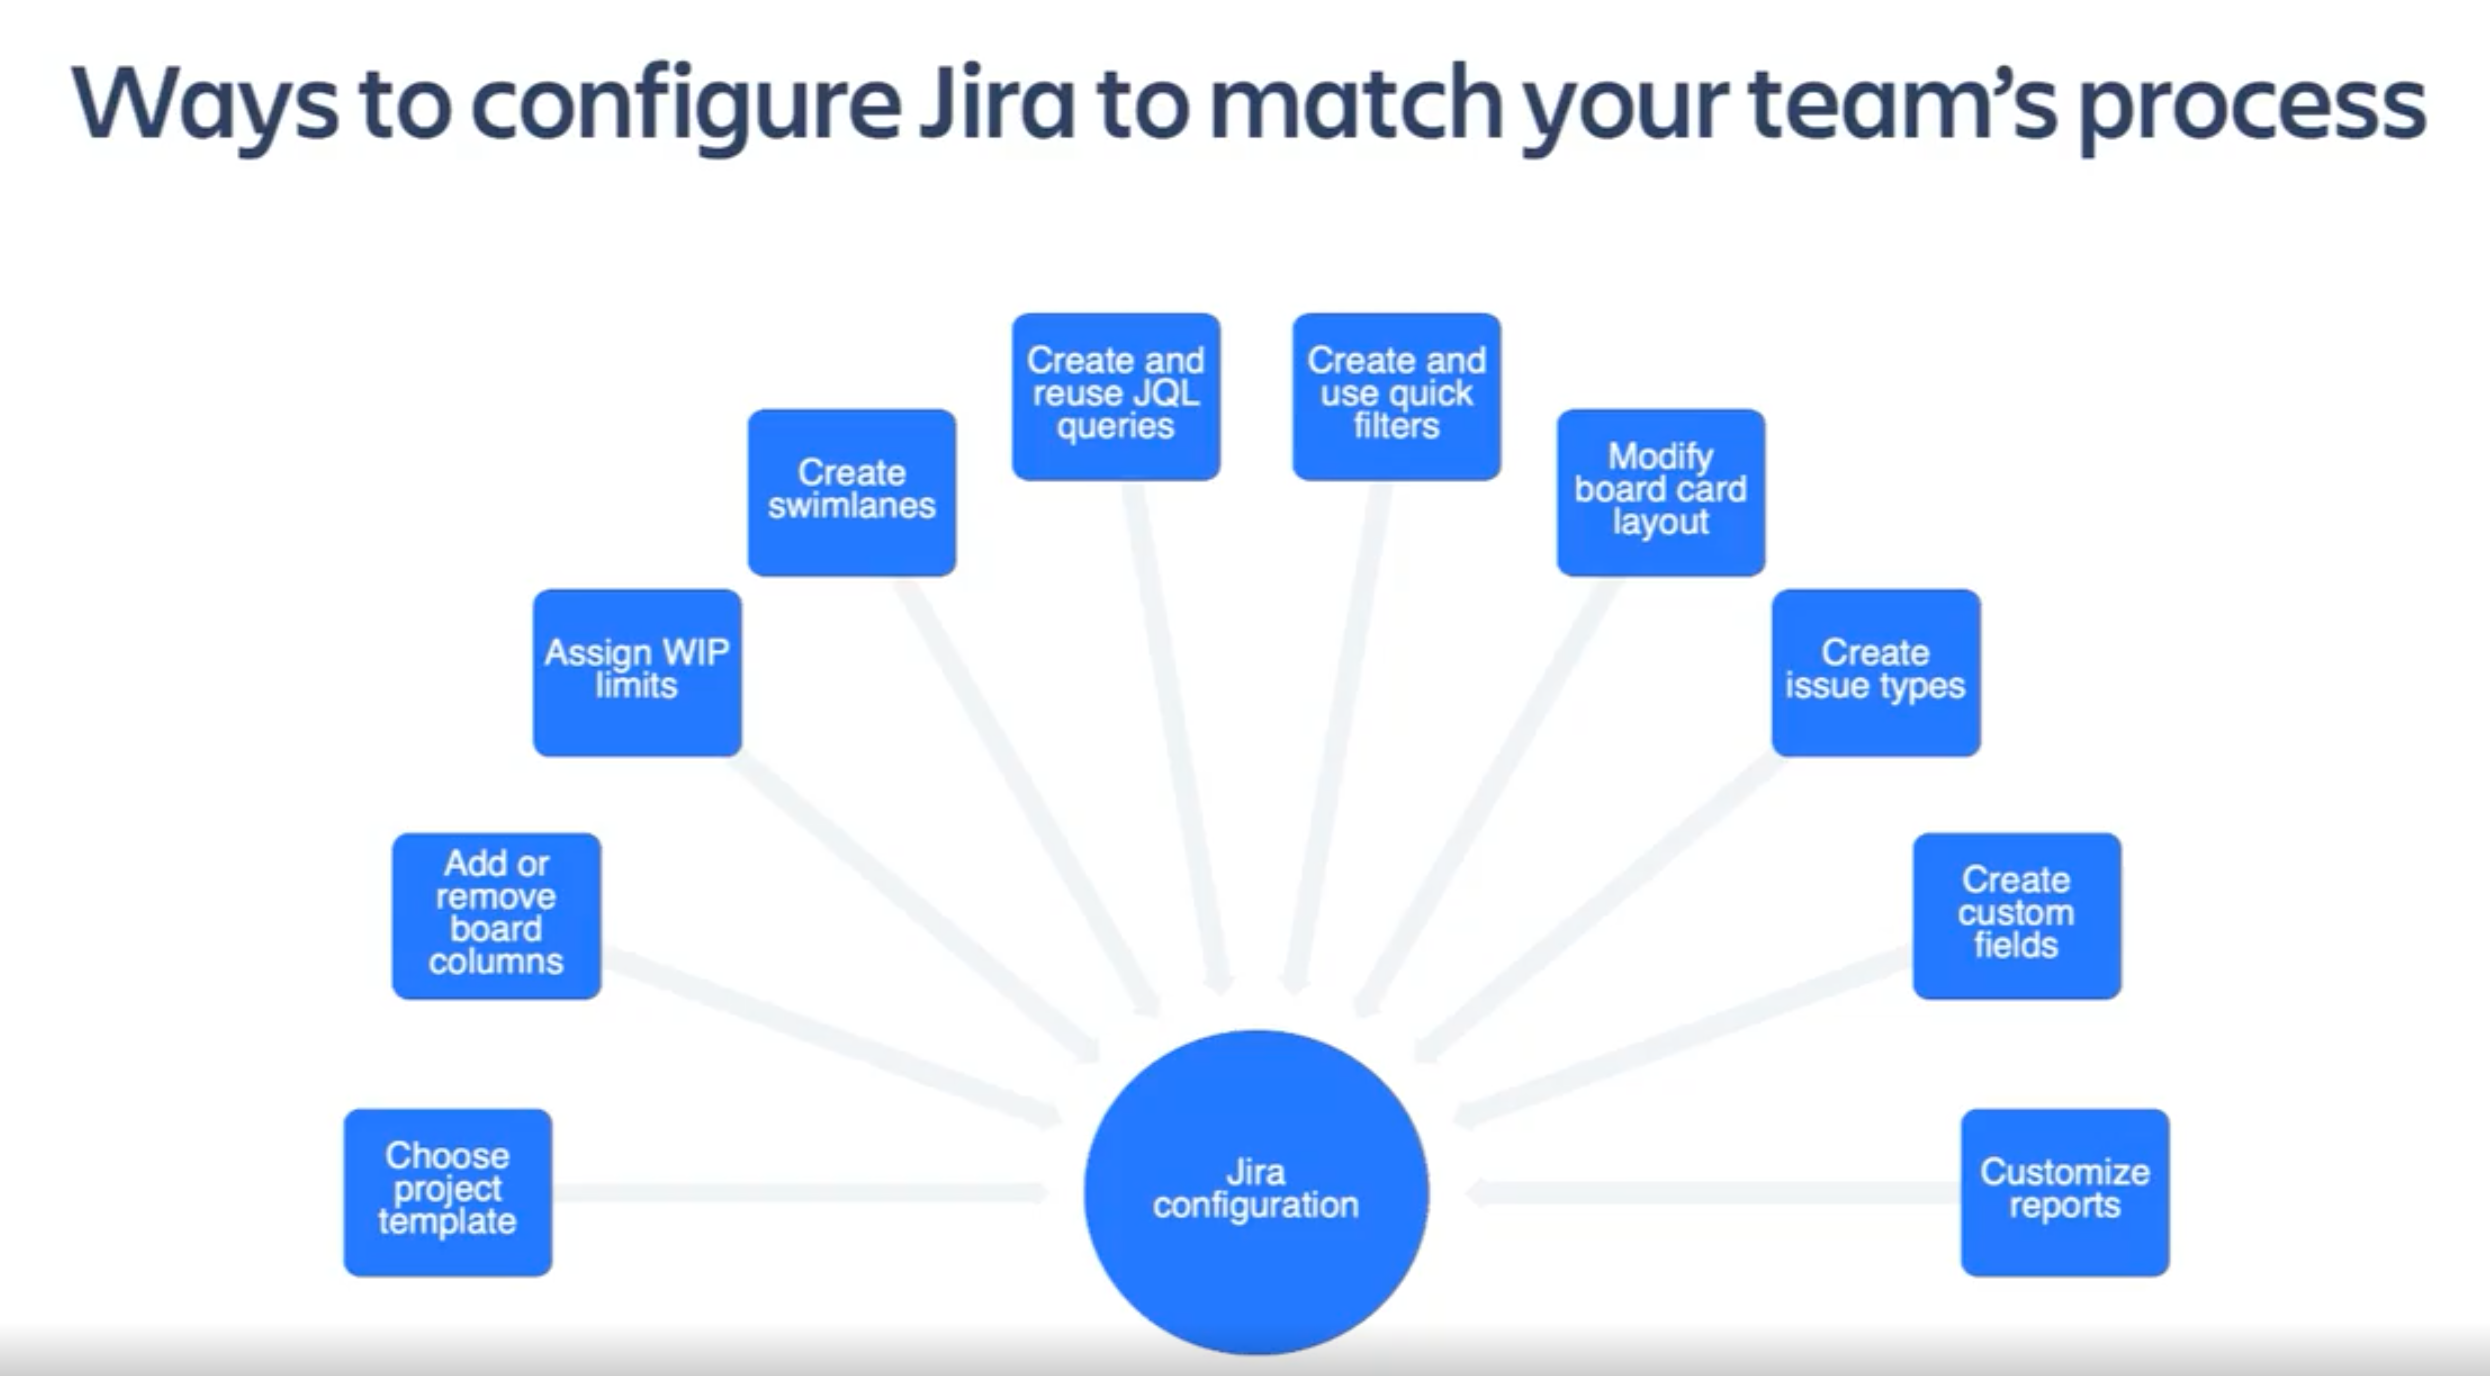 Ways to configure Jira to match your team’s process
Create and
reuse JQL
queries
Create and
use quick
filters
Create
swimlanes
Modify
board card
layout
Assign WIP
limits
Create
issue types
Add or
remove
board
columns
Create
custom
fields
Choose
project
template
Jira
configuration
Customize
reports